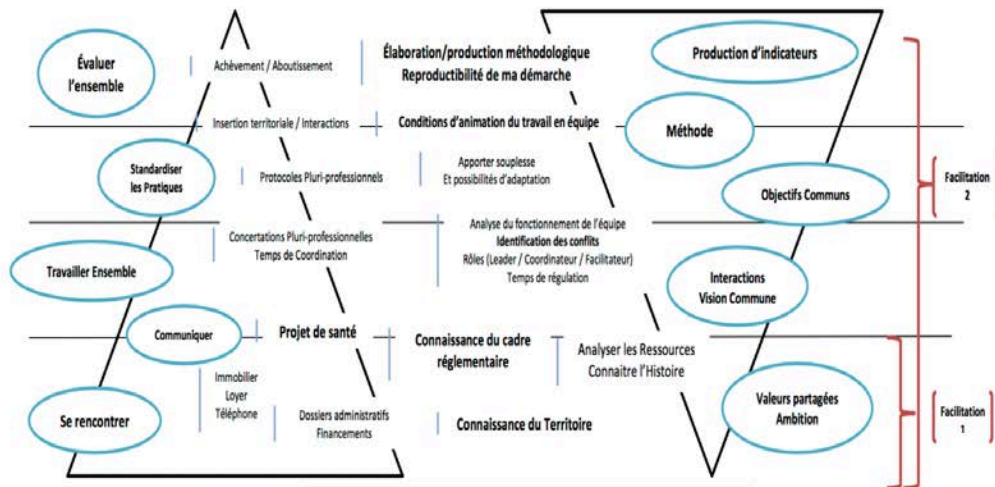 Évaluer
l'ensemble
Achèvement / Aboutissement
Élaboration/production méthodologique
Reproductibilité de ma démarche
Production d'indicateurs
Insertion territoriale / Interactions
Conditions d'animation du travail en équipe
Méthode
Standardiser
les Pratiques
Protocoles Pluri-professionnels
Apporter souplesse
Et possibilités d'adaptation
Objectifs Communs
Facilitation
2
Travailler Ensemble
Concertations Pluri-professionnelles
Temps de Coordination
Analyse du fonctionnement de l'équipe
Identification des conflits
Rôles (Leader / Coordinateur / Facilitateur)
Temps de régulation
Interactions
Vision Commune
Communiquer
Projet de santé
Connaissance du cadre
réglementaire
Analyser les Ressources
Connaitre l'Histoire
Se rencontrer
Immobilier
Loyer
Téléphone
Dossiers administratifs
Financements
Connaissance du Territoire
Valeurs partagées
Ambition
Facilitation
1